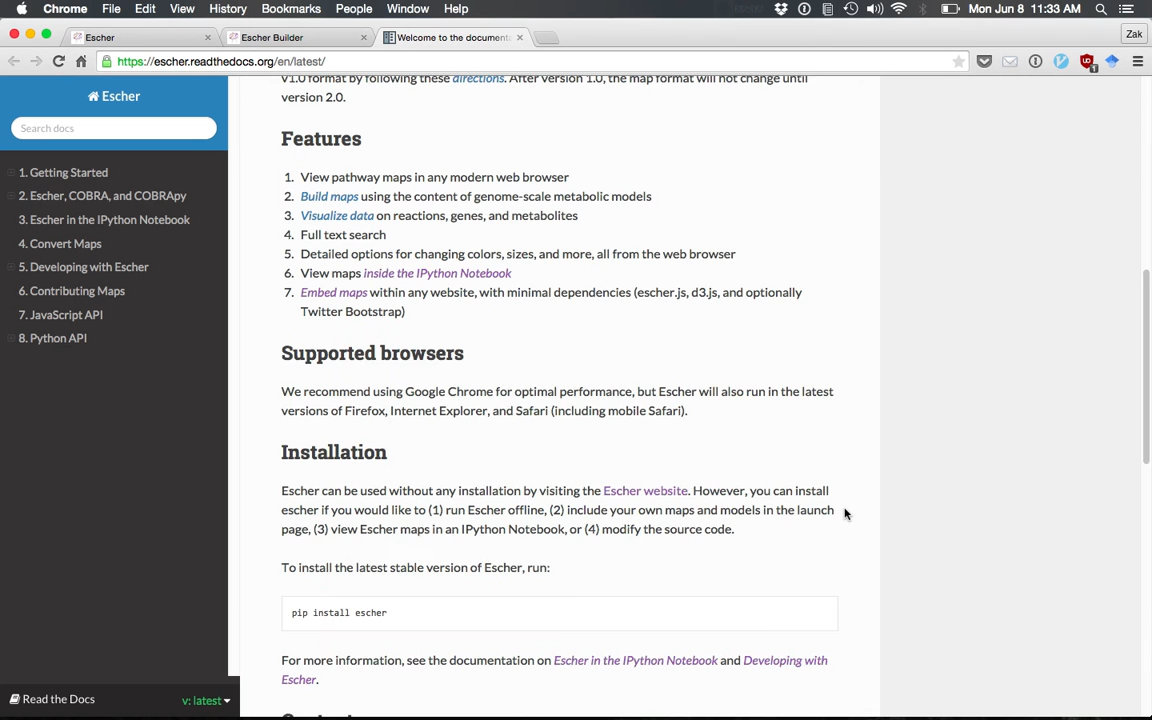 Chrome File Edit View History Bookmarks People Window Help Mon Jun 8 11:33 AM
Escher
Escher Builder
Welcome to the documenta
Zak
https://escher.readthedocs.org/en/latest/
Escher
Search docs
1. Getting Started
2. Escher, COBRA, and COBRApy
3. Escher in the IPython Notebook
4. Convert Maps
5. Developing with Escher
6. Contributing Maps
7. JavaScript API
8. Python API
Read the Docs
v: latest
v1.0 format by following these directions. After version 1.0, the map format will not change until
version 2.0.
Features
1. View pathway maps in any modern web browser
2. Build maps using the content of genome-scale metabolic models
3. Visualize data on reactions, genes, and metabolites
4. Full text search
5. Detailed options for changing colors, sizes, and more, all from the web browser
6. View maps inside the IPython Notebook
7. Embed maps within any website, with minimal dependencies (escher.js, d3.js, and optionally
Twitter Bootstrap)
Supported browsers
We recommend using Google Chrome for optimal performance, but Escher will also run in the latest
versions of Firefox, Internet Explorer, and Safari (including mobile Safari).
Installation
Escher can be used without any installation by visiting the Escher website. However, you can install
escher if you would like to (1) run Escher offline, (2) include your own maps and models in the launch
page, (3) view Escher maps in an IPython Notebook, or (4) modify the source code.
To install the latest stable version of Escher, run:
pip install escher
For more information, see the documentation on Escher in the IPython Notebook and Developing with
Escher.